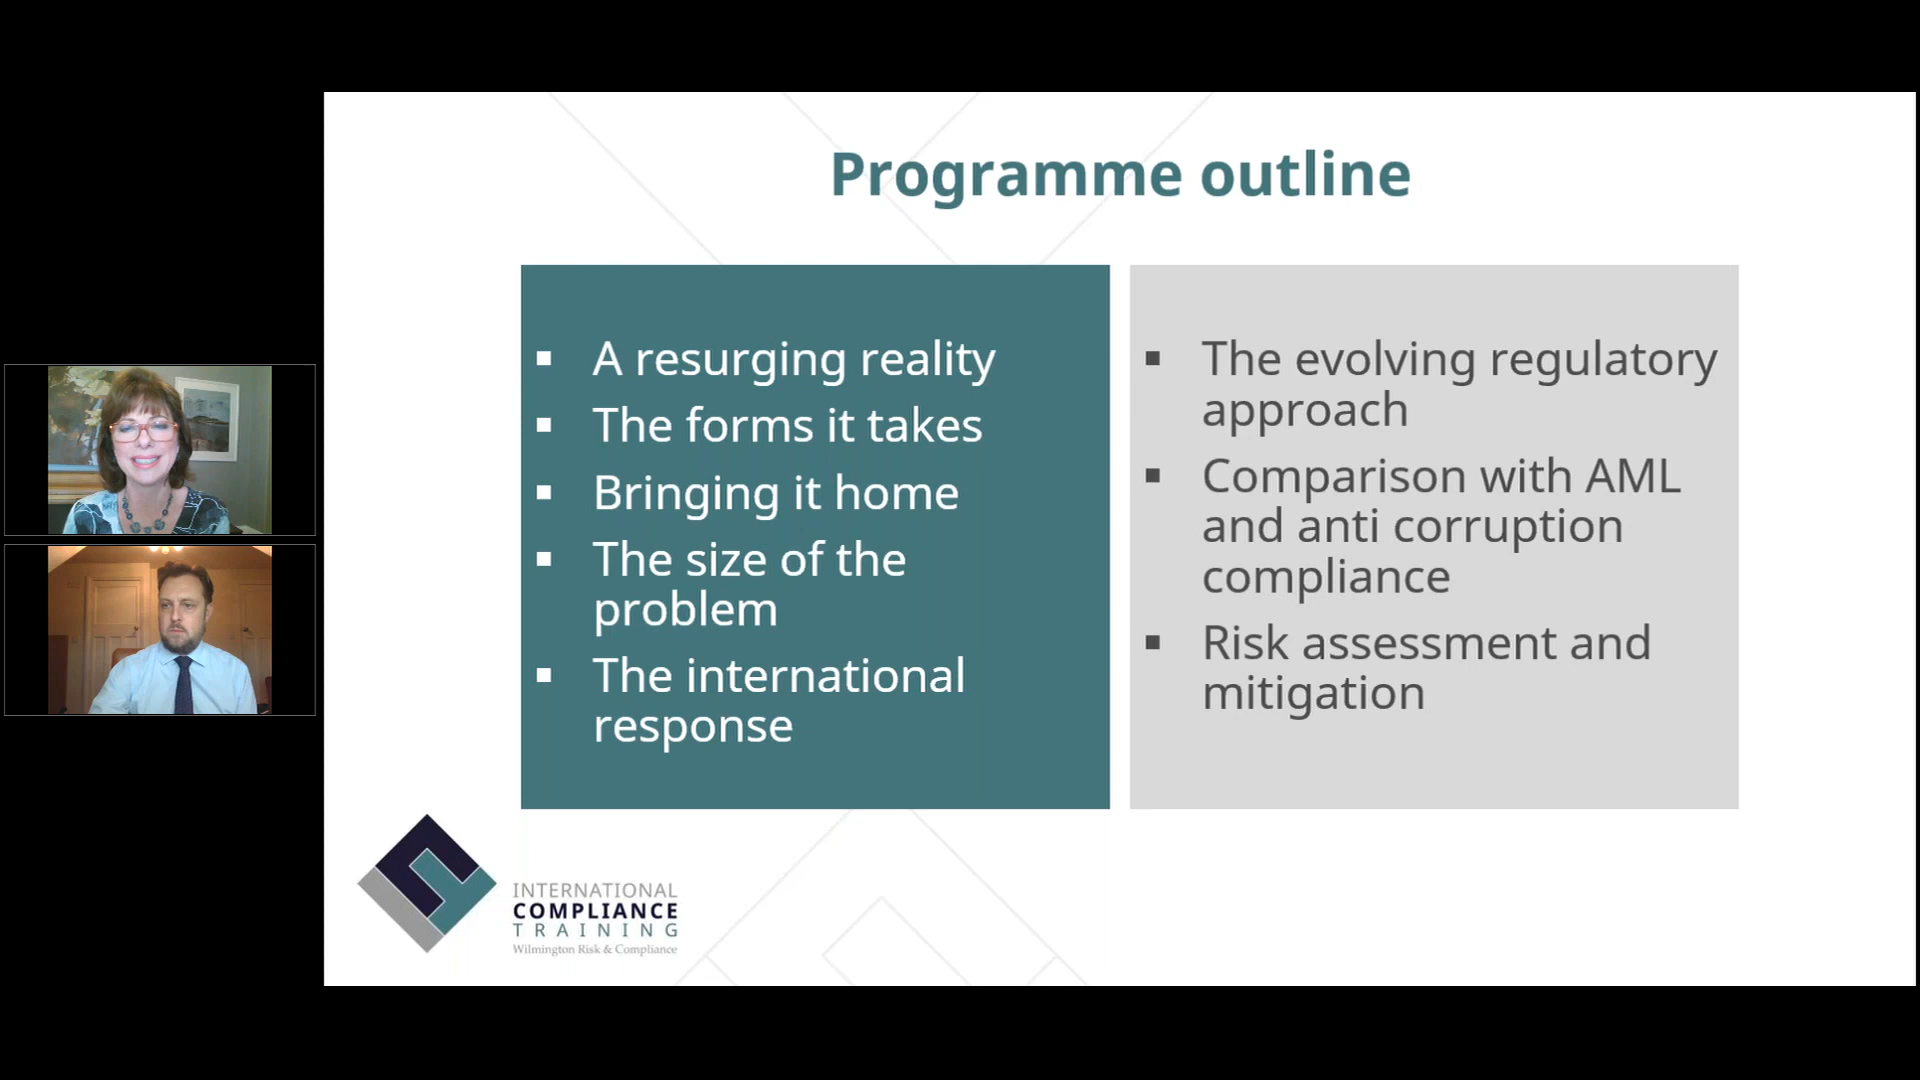 Programme outline
▪ A resurging reality
▪ The forms it takes
▪ Bringing it home
▪ The size of the
problem
▪ The international
response
▪ The evolving regulatory
approach
▪ Comparison with AML
and anti corruption
compliance
▪ Risk assessment and
mitigation
INTERNATIONAL
COMPLIANCE
TRAINING
Wilmington Risk & Compliance